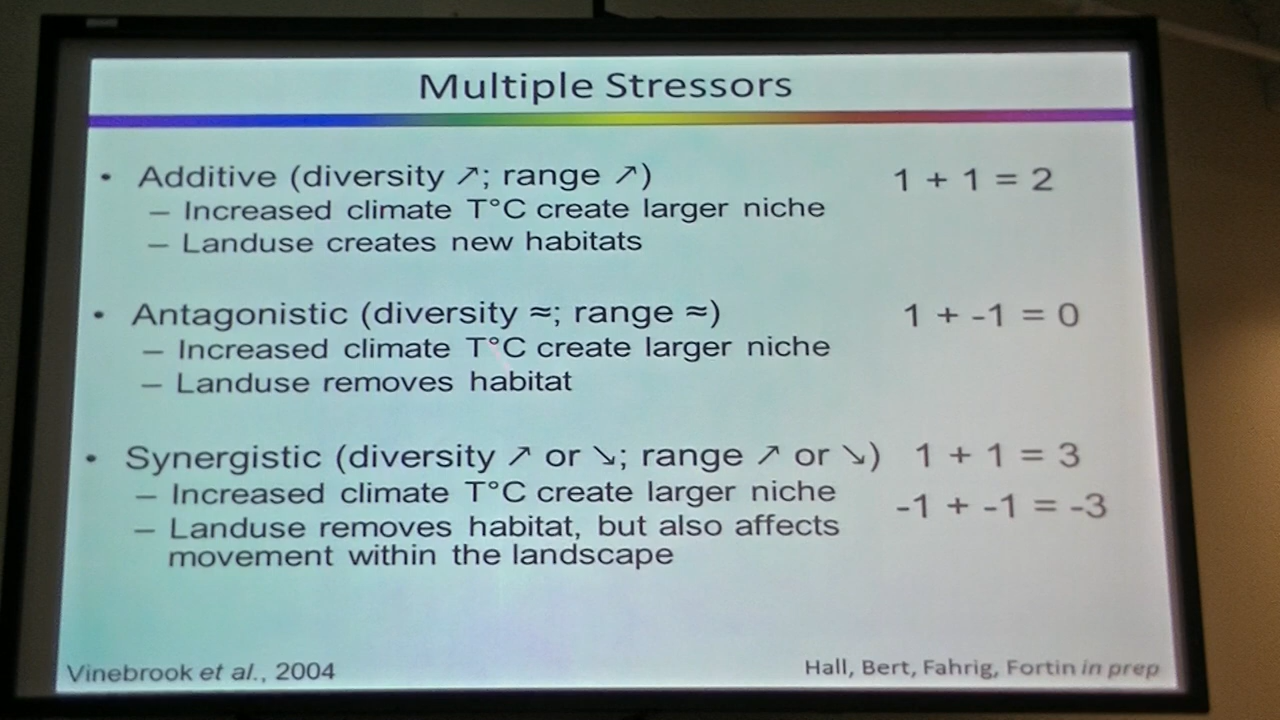 Multiple Stressors
• Additive (diversity ↗; range ↗) 1 + 1 = 2
– Increased climate T°C create larger niche
– Landuse creates new habitats
• Antagonistic (diversity ≈; range ≈) 1 + -1 = 0
– Increased climate T°C create larger niche
– Landuse removes habitat
• Synergistic (diversity ↗ or ↘; range ↗ or ↘) 1 + 1 = 3
– Increased climate T°C create larger niche
-1 + -1 = -3
– Landuse removes habitat, but also affects
movement within the landscape
Vinebrook et al., 2004
Hall, Bert, Fahrig, Fortin in prep